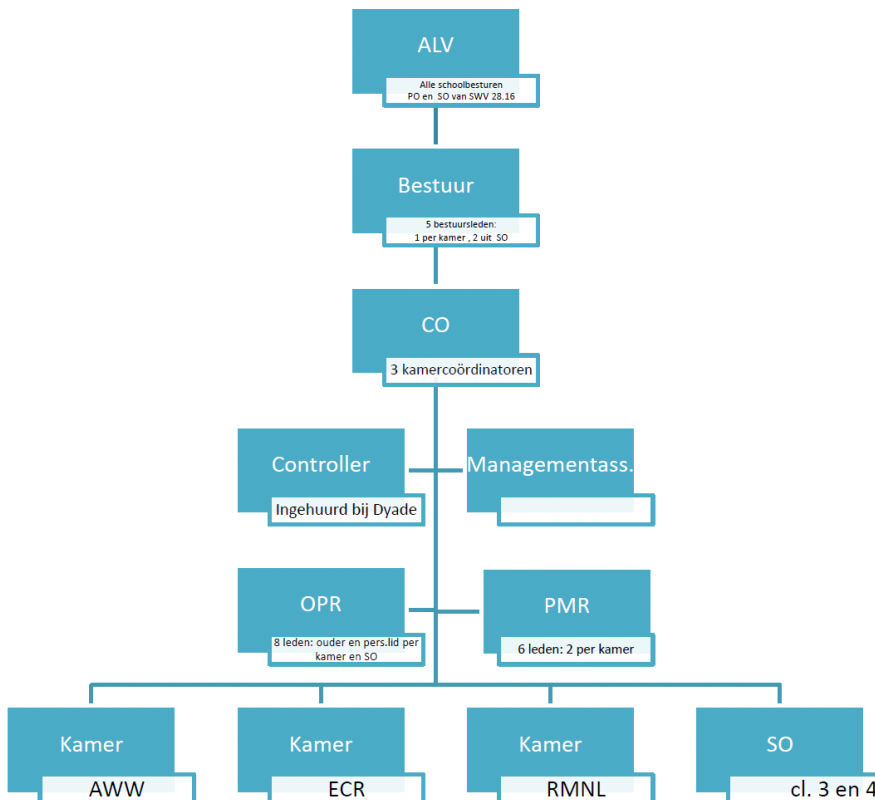 ALV
Alle schoolbesturen
PO en SO van SWV 28.16
Bestuur
5 bestuursleden:
1 per kamer , 2 uit SO
CO
3 kamercoördinatoren
Controller
Ingehuurd bij Dyade
Managementass.
OPR
8 leden: ouder en pers.lid per
kamer en SO
PMR
6 leden: 2 per kamer
Kamer
AWW
Kamer
ECR
Kamer
RMNL
SO
cl. 3 en 4